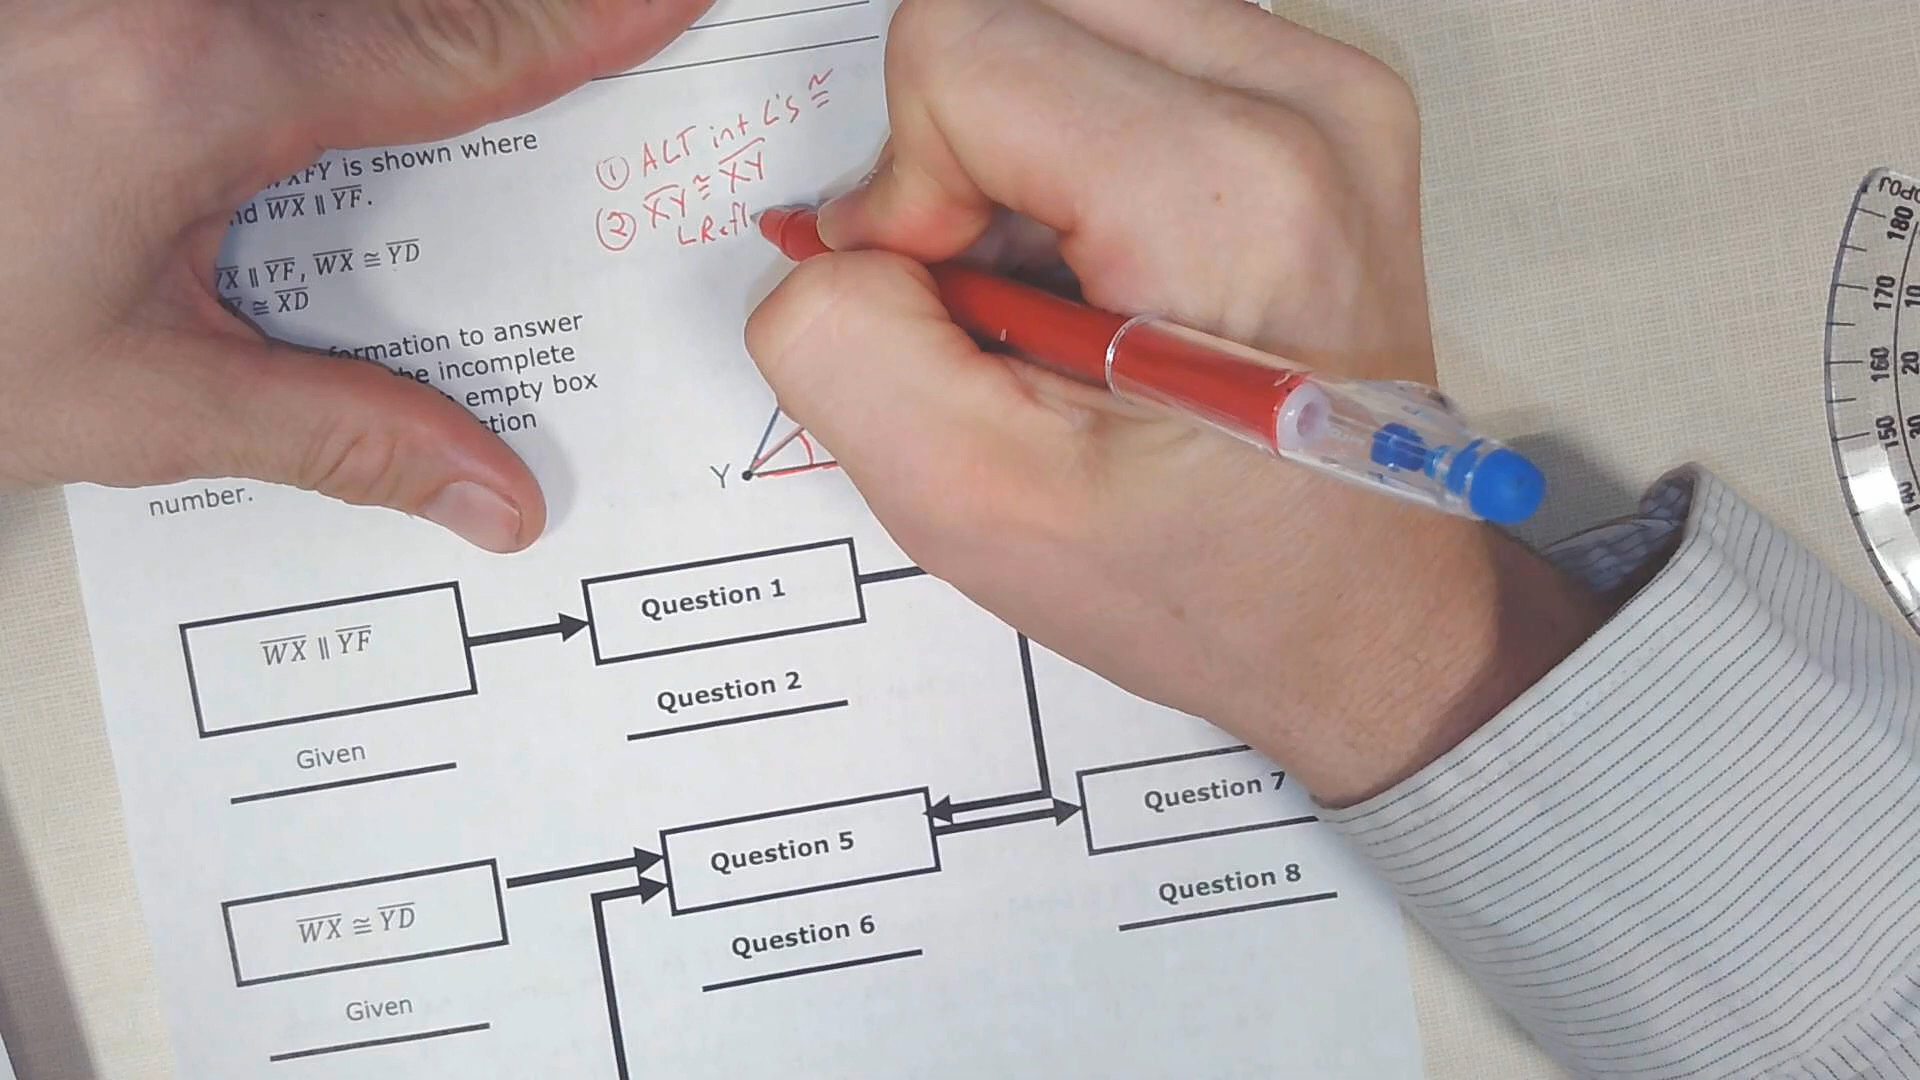 XFY is shown where
nd WX ∥ YF.
X ∥ YF, WX ≅ YD
≅ XD
formation to answer
he incomplete
empty box
tion
number.
① ALT int L's ≅
② XY ≅ XY
Y
WX ∥ YF
Given
Question 1
Question 2
WX ≅ YD
Given
Question 5
Question 6
Question 7
Question 8
180
170 10
160 20
150 30
140